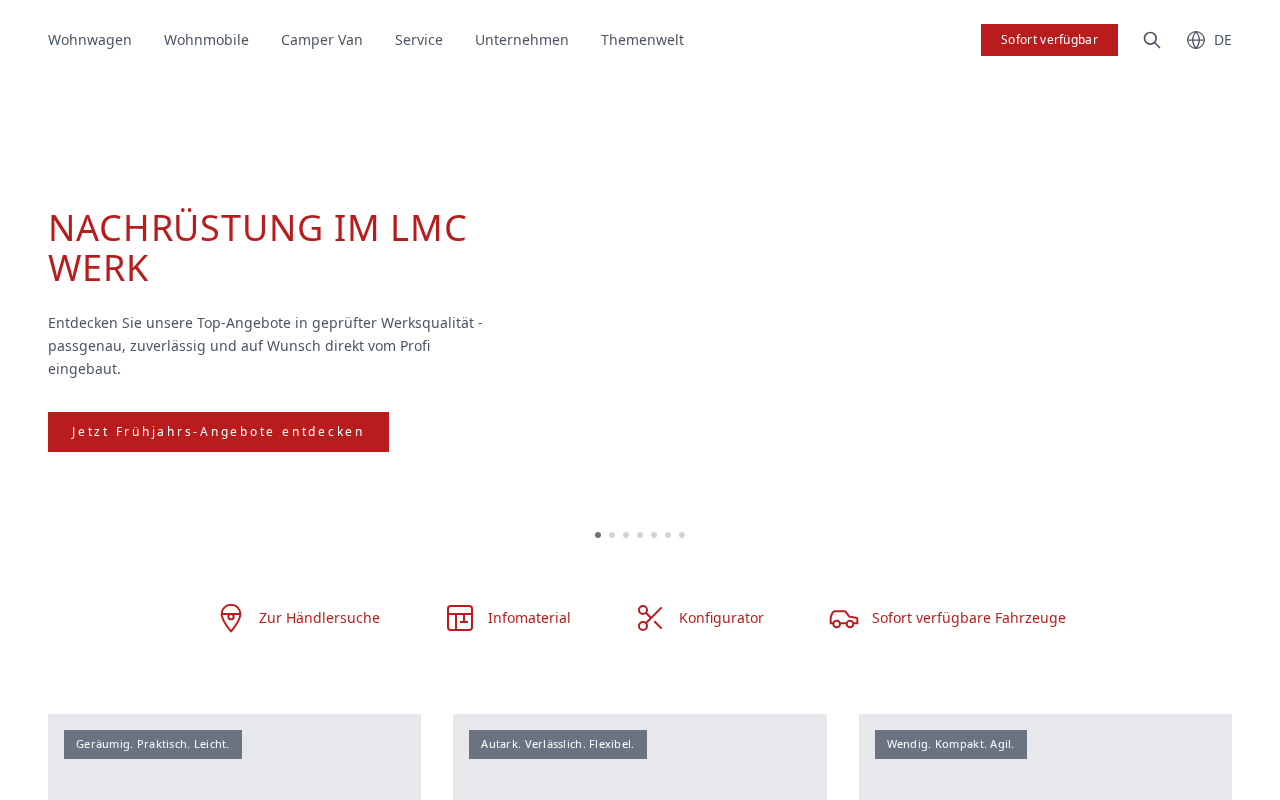 Wohnwagen Wohnmobile Camper Van Service Unternehmen Themenwelt Sofort verfügbar DE
NACHRÜSTUNG IM LMC
WERK
Entdecken Sie unsere Top-Angebote in geprüfter Werksqualität -
passgenau, zuverlässig und auf Wunsch direkt vom Profi
eingebaut.
Jetzt Frühjahrs-Angebote entdecken
Zur Händlersuche Infomaterial Konfigurator Sofort verfügbare Fahrzeuge
Geräumig. Praktisch. Leicht. Autark. Verlässlich. Flexibel. Wendig. Kompakt. Agil.